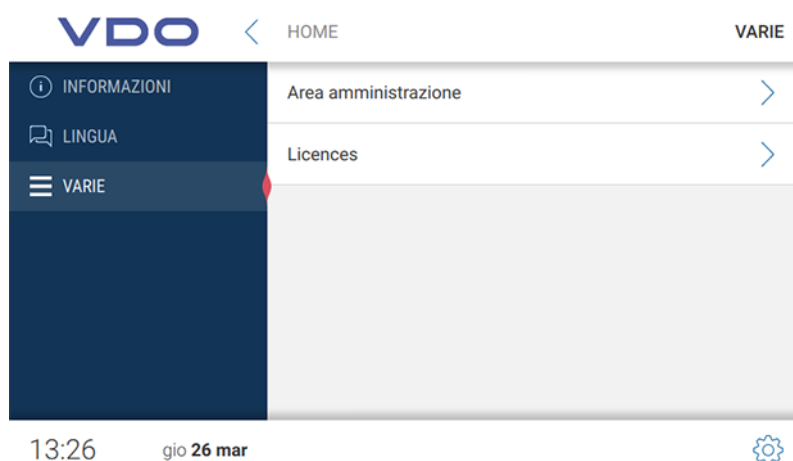 VDO HOME VARIE
INFORMAZIONI
LINGUA
VARIE
Area amministrazione
Licences
13:26 gio 26 mar